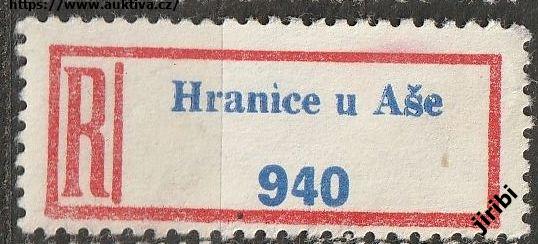 https://www.auktiva.cz/
R
Hranice u Aše
940
jiribi